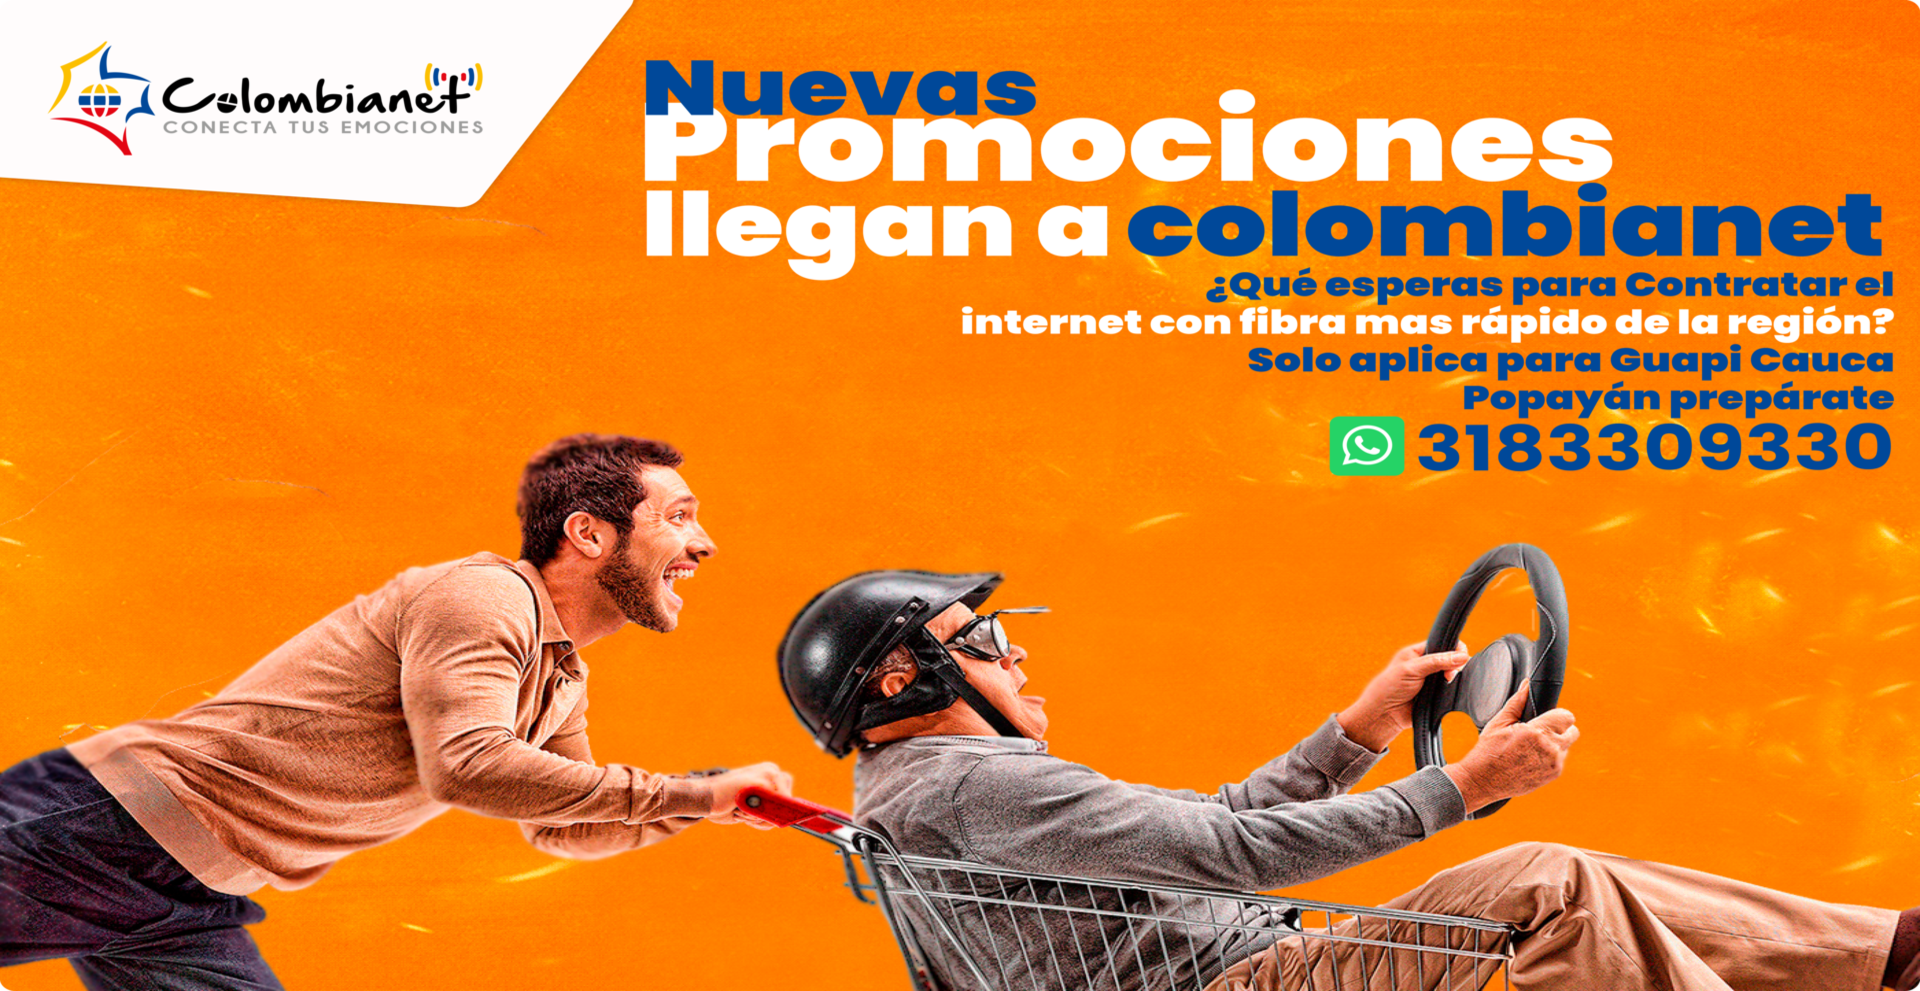 Colombianet
CONECTA TUS EMOCIONES
Nuevas
Promociones
llegan a colombianet
¿Qué esperas para Contratar el
internet con fibra mas rápido de la región?
Solo aplica para Guapi Cauca
Popayán prepárate
3183309330